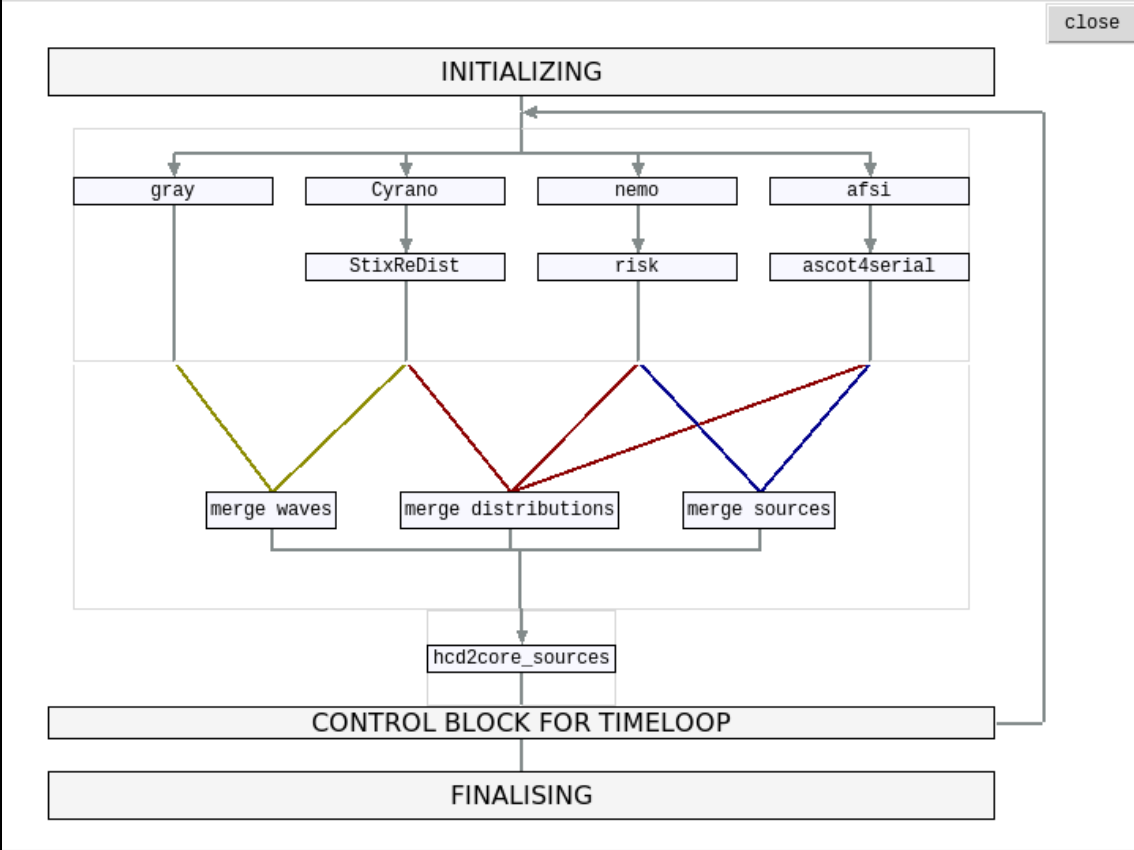 close
INITIALIZING
gray
Cyrano
nemo
afsi
StixReDist
risk
ascot4serial
merge waves
merge distributions
merge sources
hcd2core_sources
CONTROL BLOCK FOR TIMELOOP
FINALISING